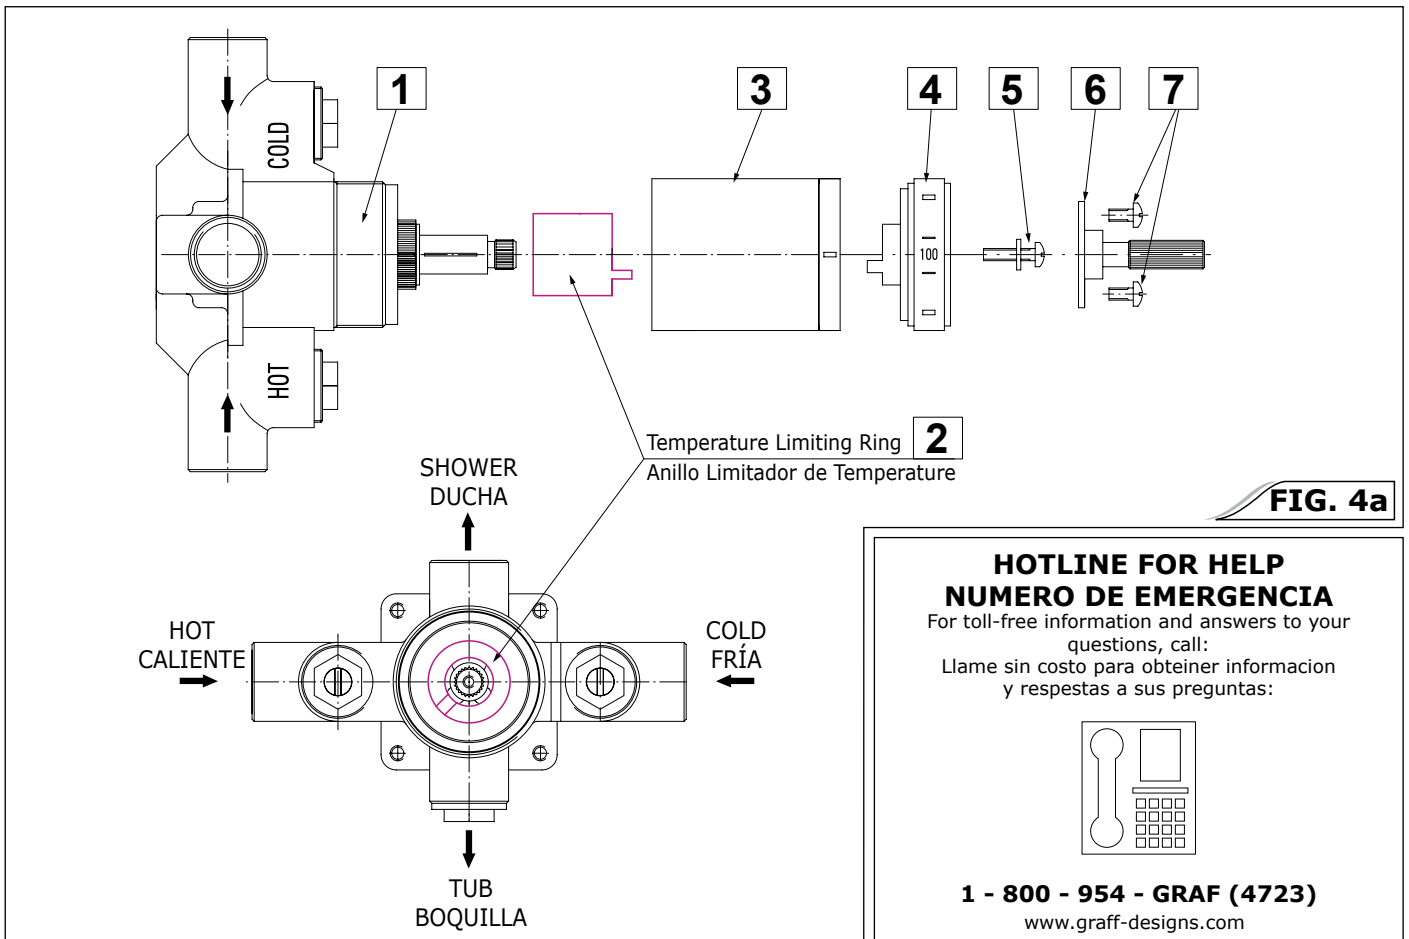 1
3
4
5
6
7
COLD
100
HOT
Temperature Limiting Ring 2
Anillo Limitador de Temperature
SHOWER
DUCHA
FIG. 4a
HOT
CALIENTE
COLD
FRÍA
TUB
BOQUILLA
HOTLINE FOR HELP
NUMERO DE EMERGENCIA
For toll-free information and answers to your
questions, call:
Llame sin costo para obteiner informacion
y respestas a sus preguntas:
1 - 800 - 954 - GRAF (4723)
www.graff-designs.com